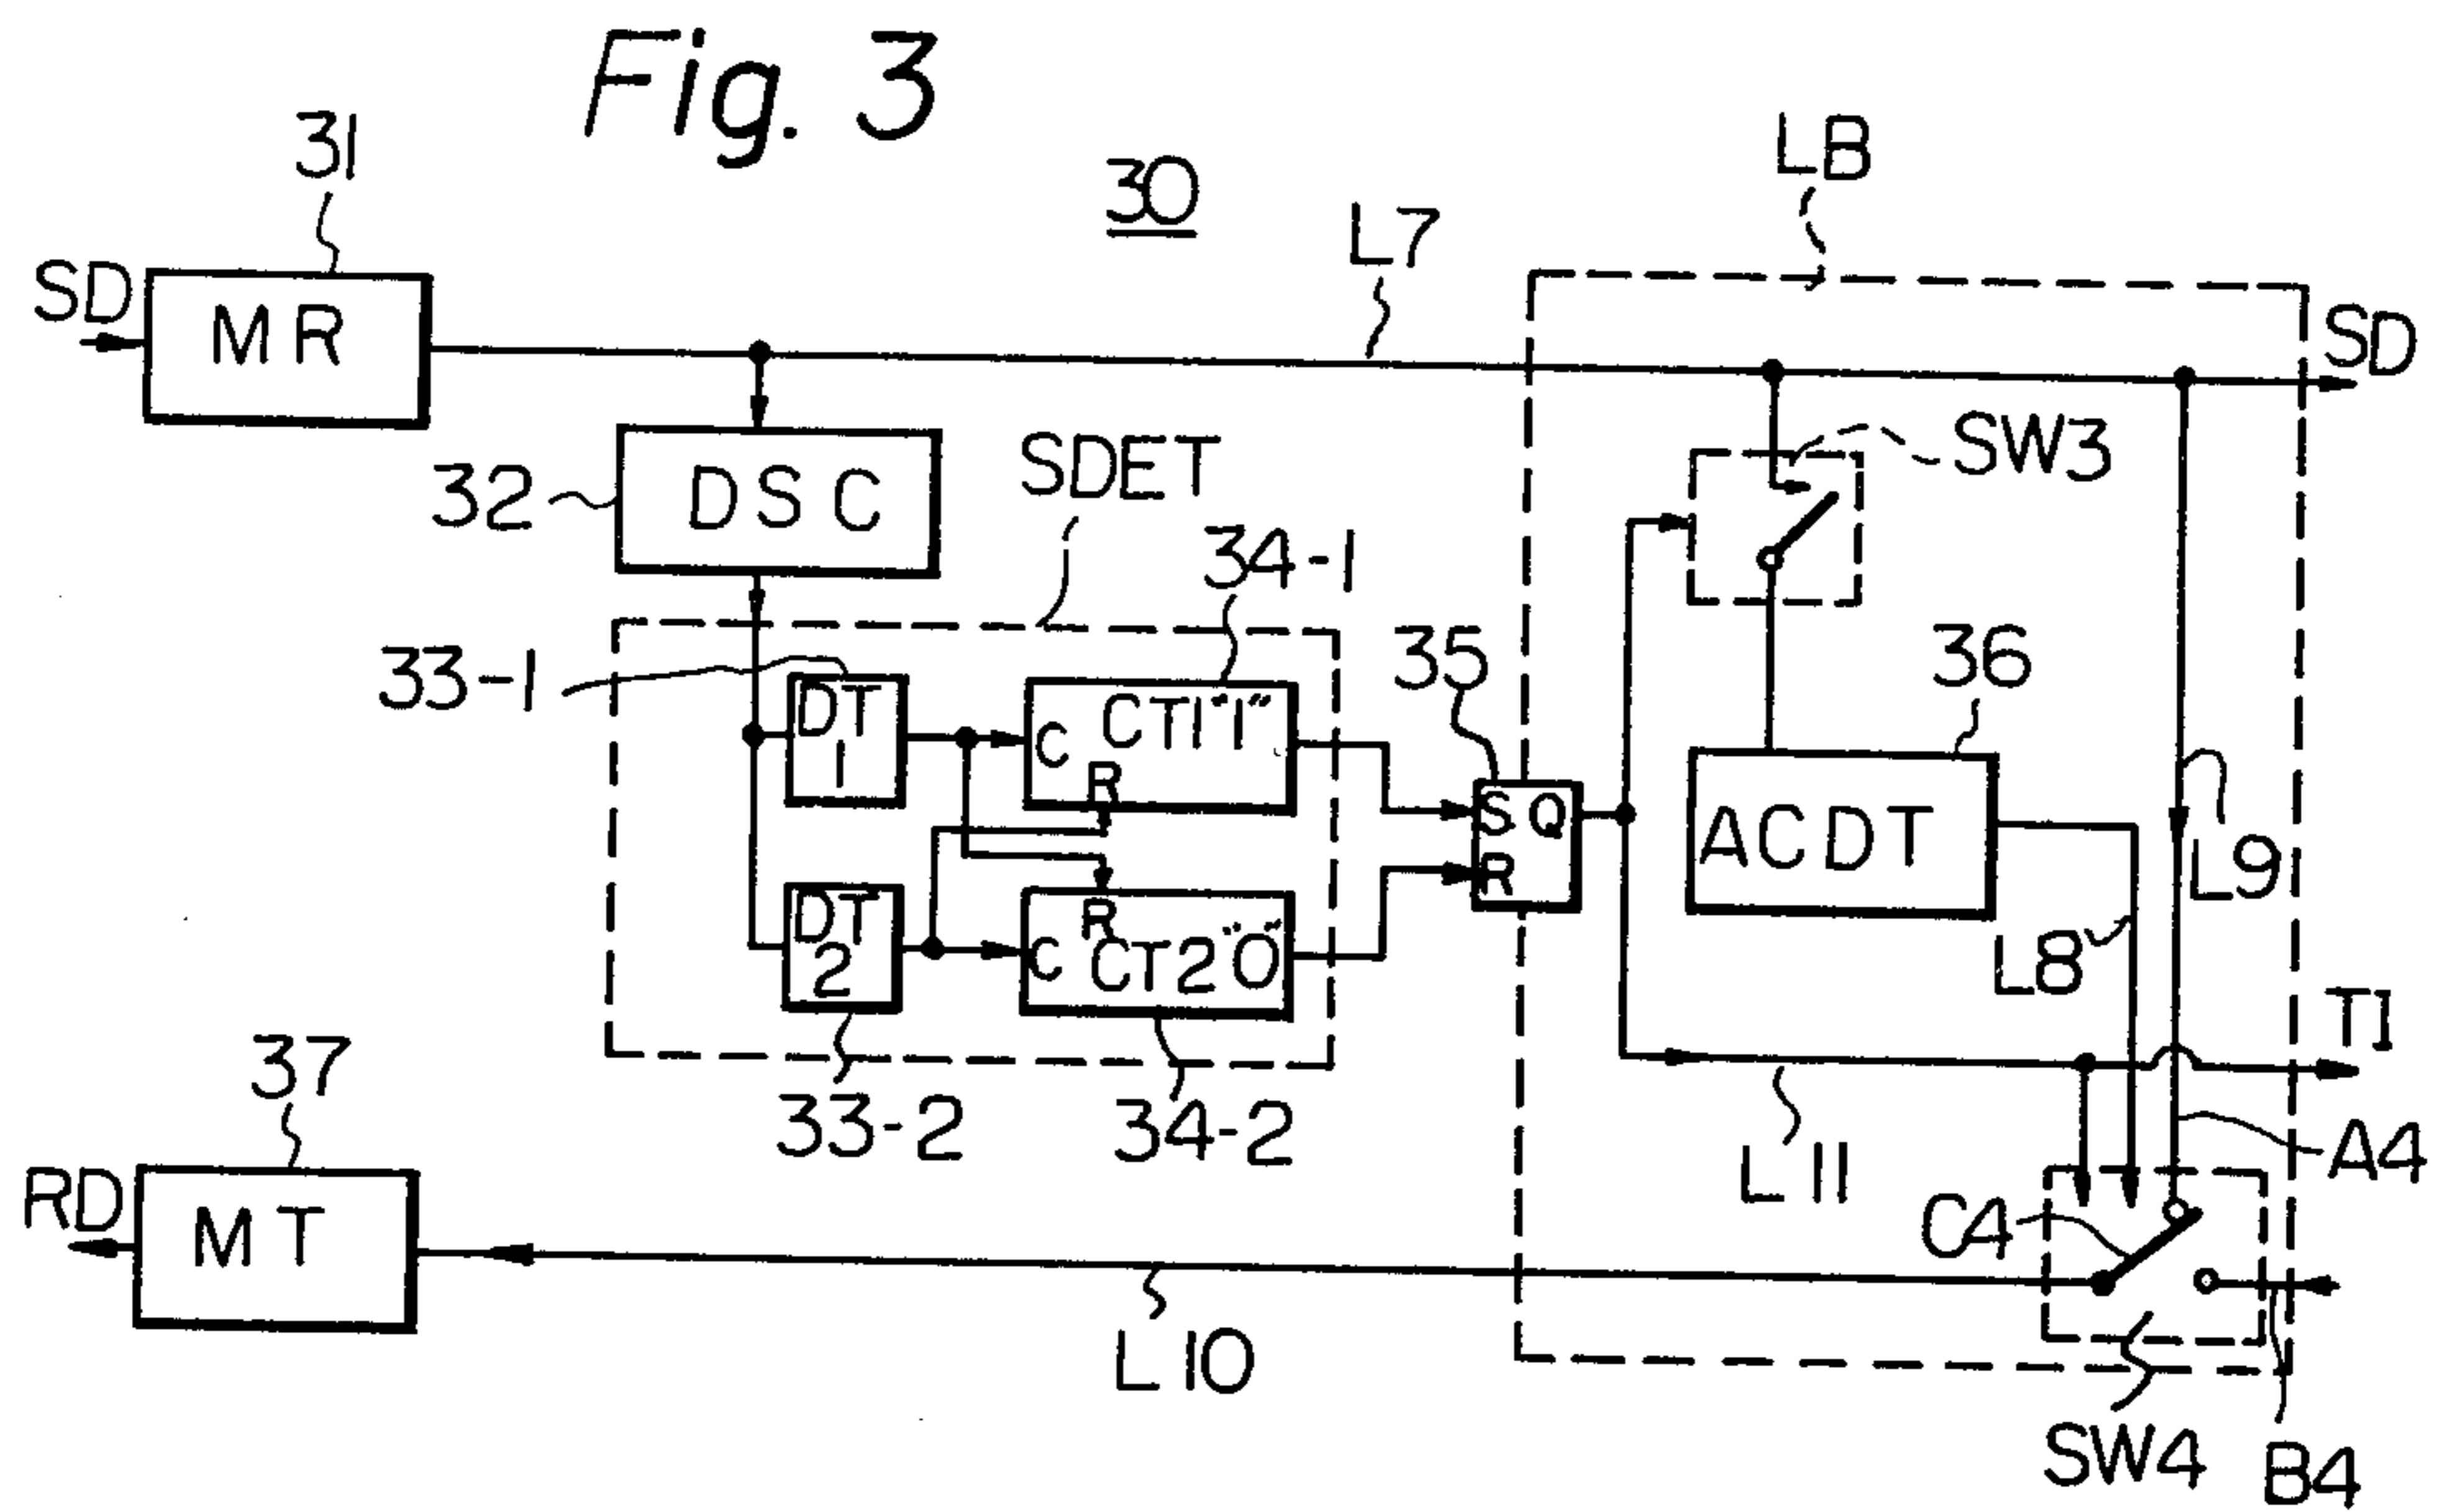 Fig. 3
31
30
LB
L7
SD
MR
SD
SW3
32
DSC
SDET
34-1
33-1
35
36
DT
1
C
CT1"1"
R
S
Q
R
ACDT
L9
DT
2
R
C
CT2"0"
L8
TI
37
33-2
34-2
L11
A4
RD
MT
C4
L10
SW4
B4